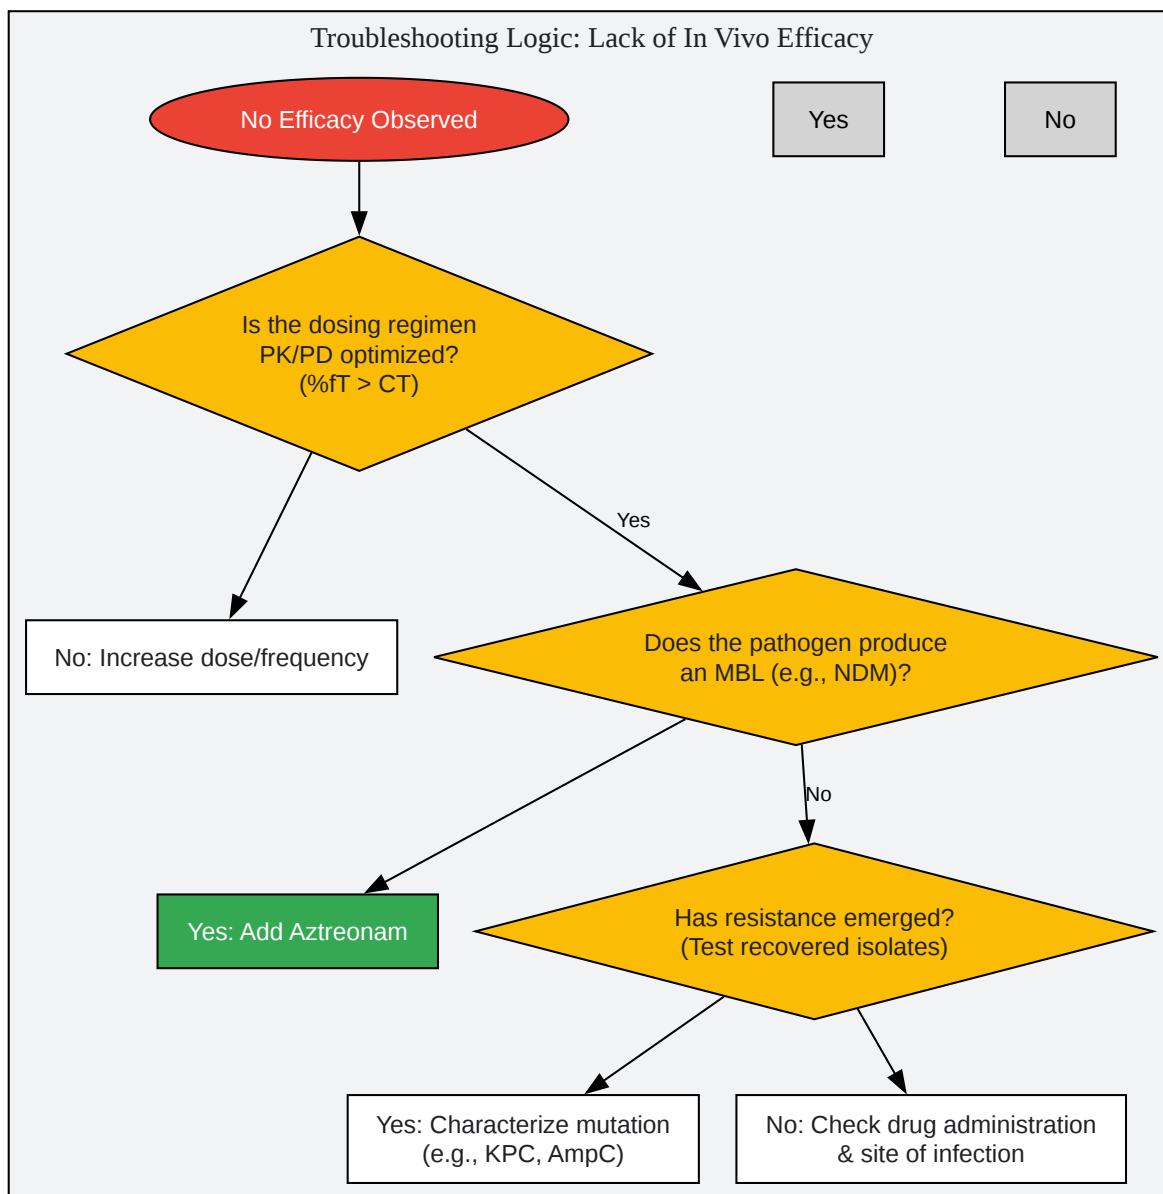 Troubleshooting Logic: Lack of In Vivo Efficacy
No Efficacy Observed
Yes
No
Is the dosing regimen
PK/PD optimized?
(%fT > CT)
Yes
No: Increase dose/frequency
Does the pathogen produce
an MBL (e.g., NDM)?
No
Yes: Add Aztreonam
Has resistance emerged?
(Test recovered isolates)
Yes: Characterize mutation
(e.g., KPC, AmpC)
No: Check drug administration
& site of infection